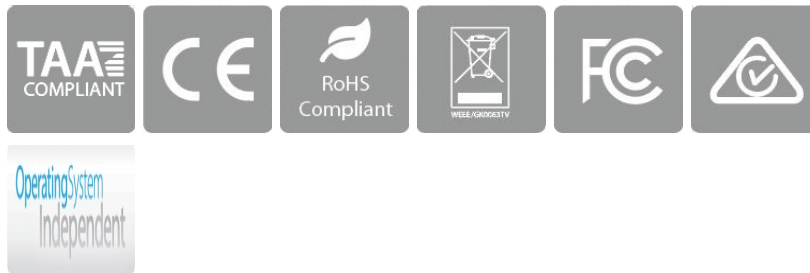 TAA
COMPLIANT
CE
RoHS
Compliant
WEEE/GK0063TV
FC
OperatingSystem
Independent